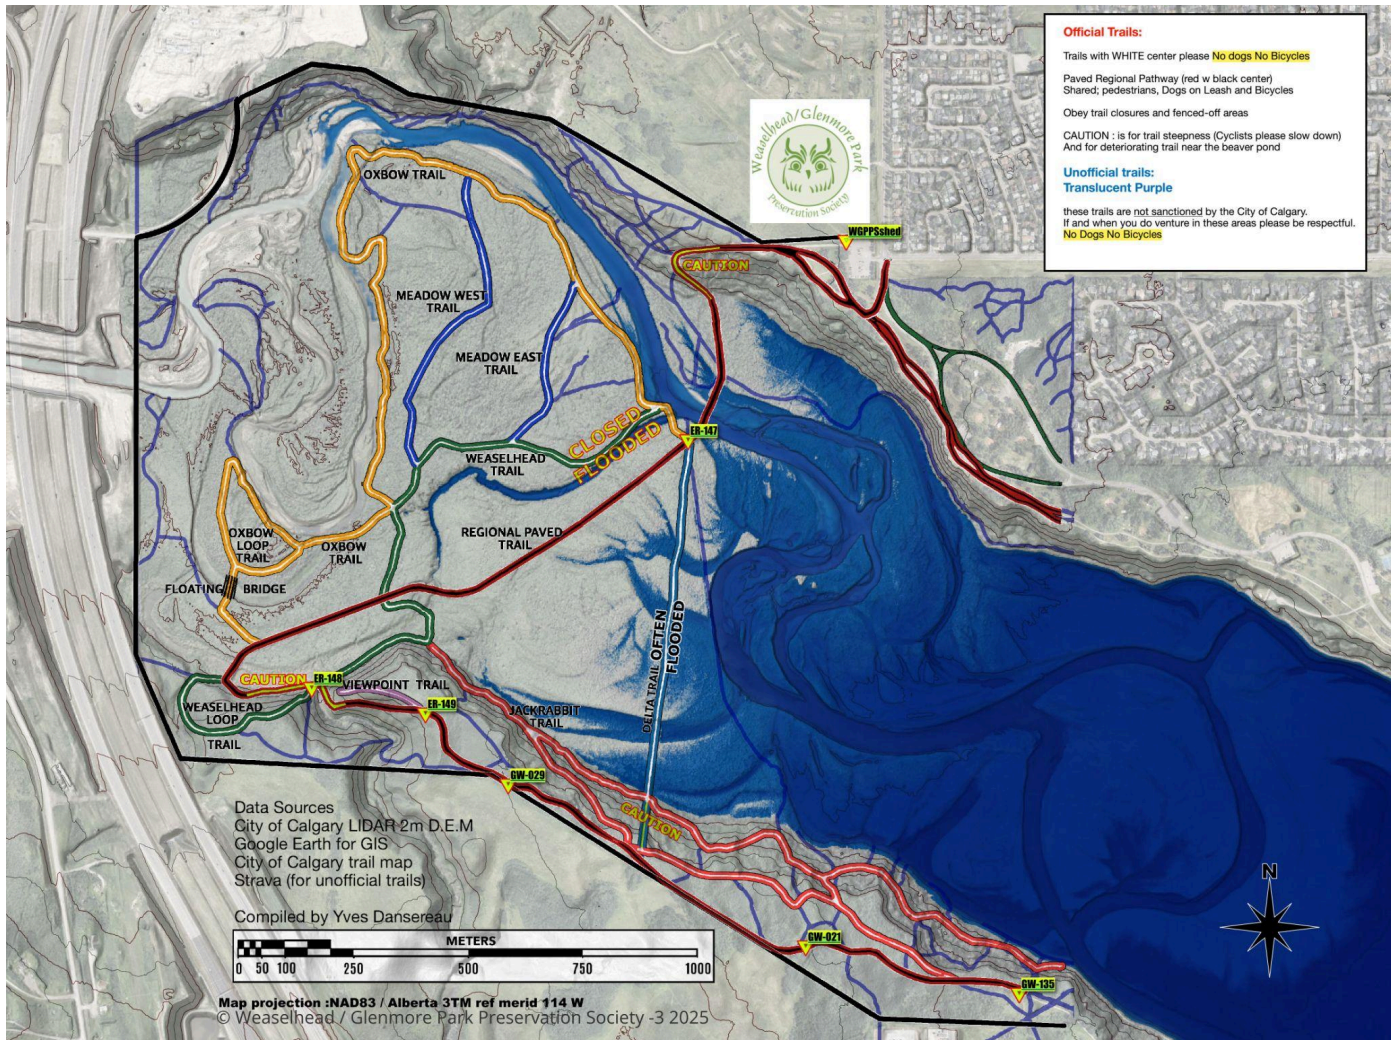 Official Trails:
Trails with WHITE center please No dogs No Bicycles
Paved Regional Pathway (red w black center)
Shared; pedestrians, Dogs on Leash and Bicycles
Obey trail closures and fenced-off areas
CAUTION : is for trail steepness (Cyclists please slow down)
And for deteriorating trail near the beaver pond
Unofficial trails:
Translucent Purple
these trails are not sanctioned by the City of Calgary.
If and when you do venture in these areas please be respectful.
No Dogs No Bicycles
Weaselhead/Glenmore Park
Preservation Society
OXBOW TRAIL
WGPPSshed
CAUTION
MEADOW WEST
TRAIL
MEADOW EAST
TRAIL
CLOSED
FLOODED
ER-147
WEASELHEAD
TRAIL
REGIONAL PAVED
TRAIL
OXBOW
LOOP
TRAIL
OXBOW
TRAIL
FLOATING BRIDGE
DELTA TRAIL OFTEN
FLOODED
CAUTION
ER-148
VIEWPOINT TRAIL
WEASELHEAD
LOOP
TRAIL
ER-149
JACKRABBIT
TRAIL
GW-029
CAUTION
GW-021
GW-135
Data Sources
City of Calgary LIDAR 2m D.E.M
Google Earth for GIS
City of Calgary trail map
Strava (for unofficial trails)
Compiled by Yves Dansereau
METERS
0 50 100 250 500 750 1000
N
Map projection :NAD83 / Alberta 3TM ref merid 114 W
© Weaselhead / Glenmore Park Preservation Society -3 2025